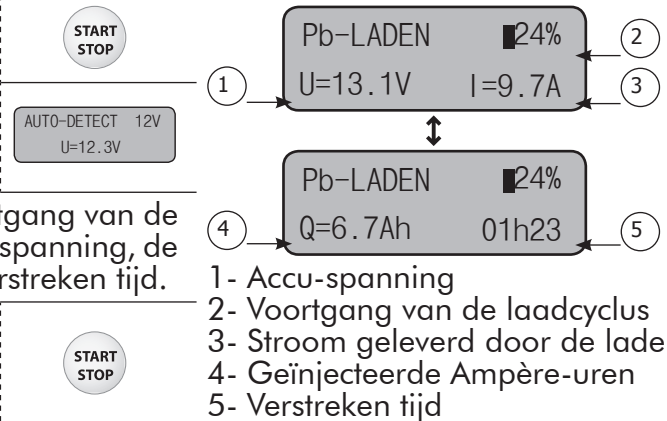 START
STOP
AUTO-DETECT 12V
U=12.3V
tgang van de
spanning, de
rstreken tijd.
START
STOP
Pb-LADEN 24%
U=13.1V I=9.7A
1
2
3
Pb-LADEN 24%
Q=6.7Ah 01h23
4
5
1- Accu-spanning
2- Voortgang van de laadcyclus
3- Stroom geleverd door de lade
4- Geïnjecteerde Ampère-uren
5- Verstreken tijd